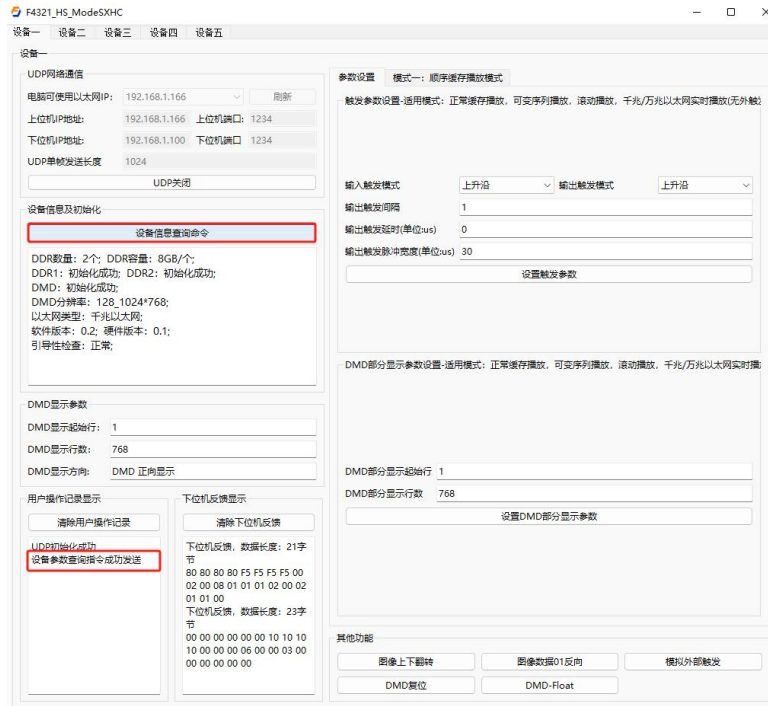 F4321_HS_ModeSXHC
设备一 设备二 设备三 设备四 设备五
设备一
UDP网络通信
电脑可使用以太网IP: 192.168.1.166 刷新
上位机IP地址: 192.168.1.166 上位机端口: 1234
下位机IP地址: 192.168.1.100 下位机端口 1234
UDP单帧发送长度 1024
UDP关闭
设备信息及初始化
设备信息查询命令
DDR数量: 2个; DDR容量: 8GB/个;
DDR1: 初始化成功; DDR2: 初始化成功;
DMD: 初始化成功;
DMD分辨率: 128_1024*768;
以太网类型: 千兆以太网;
软件版本: 0.2; 硬件版本: 0.1;
引导性检查: 正常;
DMD显示参数
DMD显示起始行: 1
DMD显示行数: 768
DMD显示方向: DMD 正向显示
用户操作记录显示
清除用户操作记录
UDP初始化成功
设备参数查询指令成功发送
下位机反馈显示
清除下位机反馈
下位机反馈，数据长度: 21字
节
80 80 80 80 F5 F5 F5 F5 00
02 00 08 01 01 01 02 00 02
01 01 00
下位机反馈，数据长度: 23字
节
00 00 00 00 00 00 10 10 10
10 00 00 00 06 00 00 03 00
00 00 00 00 00
参数设置 模式一: 顺序缓存播放模式
触发参数设置-适用模式: 正常缓存播放，可变序列播放，滚动播放，千兆/万兆以太网实时播放(无外触发
输入触发模式 上升沿 输出触发模式 上升沿
输出触发间隔 1
输出触发延时(单位:us) 0
输出触发脉冲宽度(单位:us) 30
设置触发参数
DMD部分显示参数设置-适用模式: 正常缓存播放，可变序列播放，滚动播放，千兆/万兆以太网实时播
DMD部分显示起始行 1
DMD部分显示行数 768
设置DMD部分显示参数
其他功能
图像上下翻转 图像数据01反向 模拟外部触发
DMD复位 DMD-Float